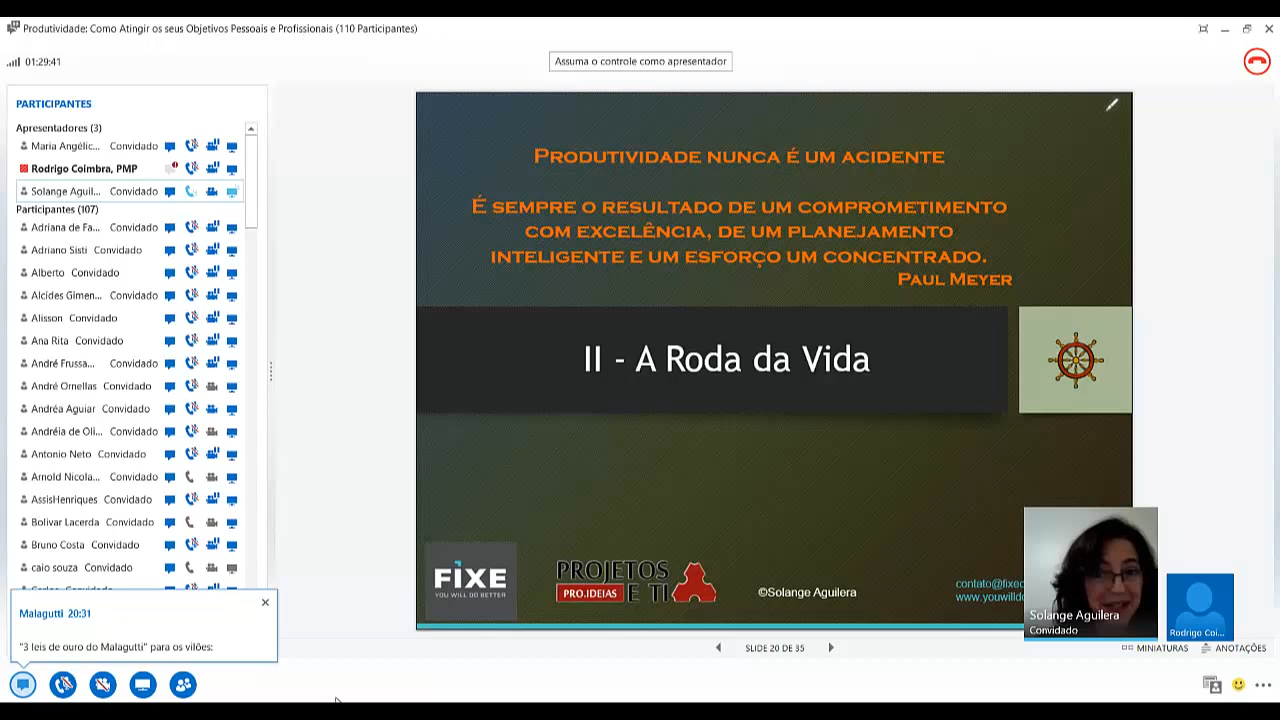 Produtividade: Como Atingir os seus Objetivos Pessoais e Profissionais (110 Participantes)
01:29:41
Assuma o controle como apresentador
PARTICIPANTES
Apresentadores (3)
Maria Angélic... Convidado
Rodrigo Coimbra, PMP
Solange Aguil... Convidado
Participantes (107)
Adriana de Fa... Convidado
Adriano Sisti Convidado
Alberto Convidado
Alcides Gimen... Convidado
Alisson Convidado
Ana Rita Convidado
André Frussa... Convidado
André Ornellas Convidado
Andréa Aguiar Convidado
Andréia de Oli... Convidado
Antonio Neto Convidado
Arnold Nicola... Convidado
AssisHenriques Convidado
Bolivar Lacerda Convidado
Bruno Costa Convidado
caio souza Convidado
Malagutti 20:31
"3 leis de ouro do Malagutti" para os vilões:
Produtividade nunca é um acidente
É sempre o resultado de um comprometimento
com excelência, de um planejamento
inteligente e um esforço um concentrado.
Paul Meyer
II - A Roda da Vida
FIXE
YOU WILL DO BETTER
PROJETOS
PRO.IDEIAS E TI
©Solange Aguilera
contato@fixec
www.youwilldo
Solange Aguilera
Convidado
Rodrigo Coi...
SLIDE 20 DE 35
MINIATURAS
ANOTAÇÕES